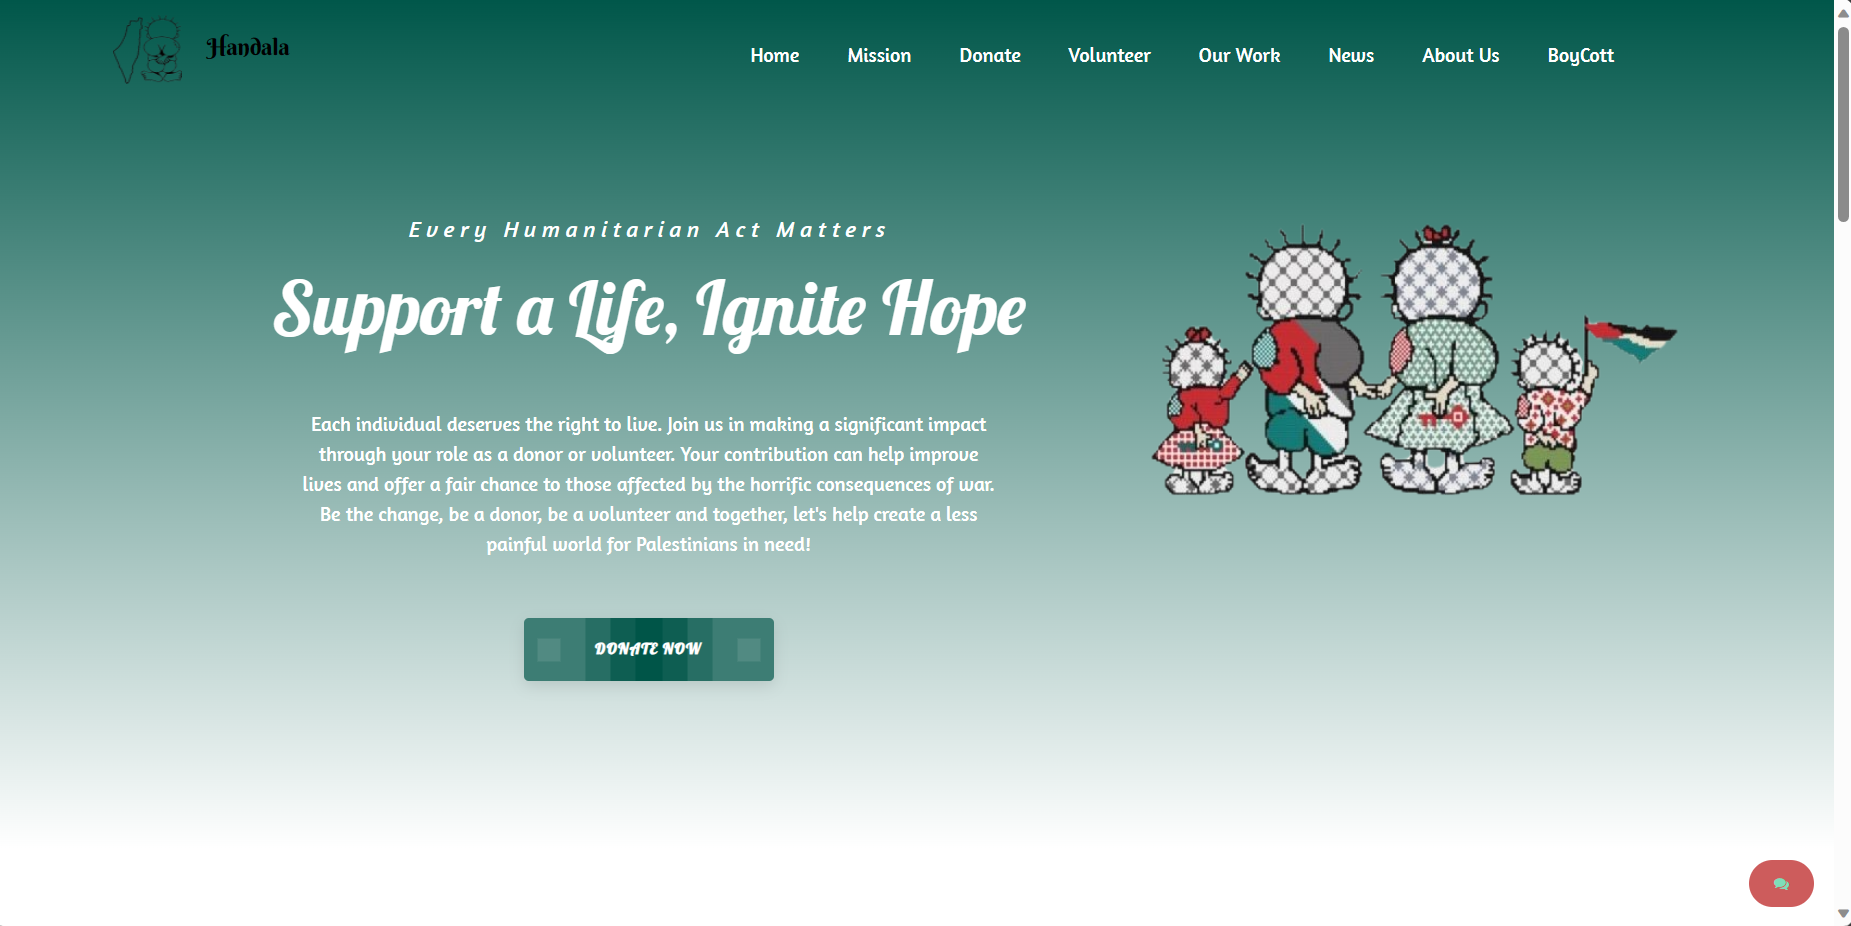 Handala
Home Mission Donate Volunteer Our Work News About Us BoyCott
Every Humanitarian Act Matters
Support a Life, Ignite Hope
Each individual deserves the right to live. Join us in making a significant impact
through your role as a donor or volunteer. Your contribution can help improve
lives and offer a fair chance to those affected by the horrific consequences of war.
Be the change, be a donor, be a volunteer and together, let's help create a less
painful world for Palestinians in need!
DONATE NOW